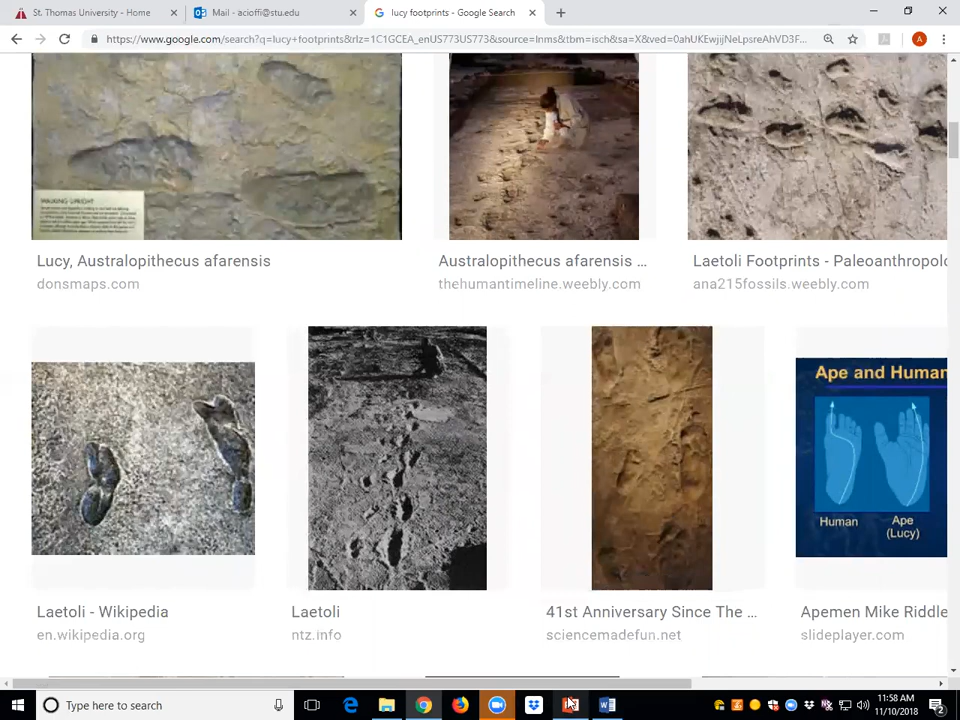 St. Thomas University - Home
Mail - acioffi@stu.edu
lucy footprints - Google Search
https://www.google.com/search?q=lucy+footprints&rlz=1C1GCEA_enUS773US773&source=lnms&tbm=isch&sa=X&ved=0ahUKEwjijNeLpsreAhVD3F...
A
WALKING UPRIGHT
Lucy, Australopithecus afarensis
donsmaps.com
Australopithecus afarensis ...
thehumantimeline.weebly.com
Laetoli Footprints - Paleoanthropolo
ana215fossils.weebly.com
Ape and Human
Human
Ape
(Lucy)
Laetoli - Wikipedia
en.wikipedia.org
Laetoli
ntz.info
41st Anniversary Since The ...
sciencemadefun.net
Apemen Mike Riddle
slideplayer.com
Type here to search
11:58 AM
11/10/2018
2